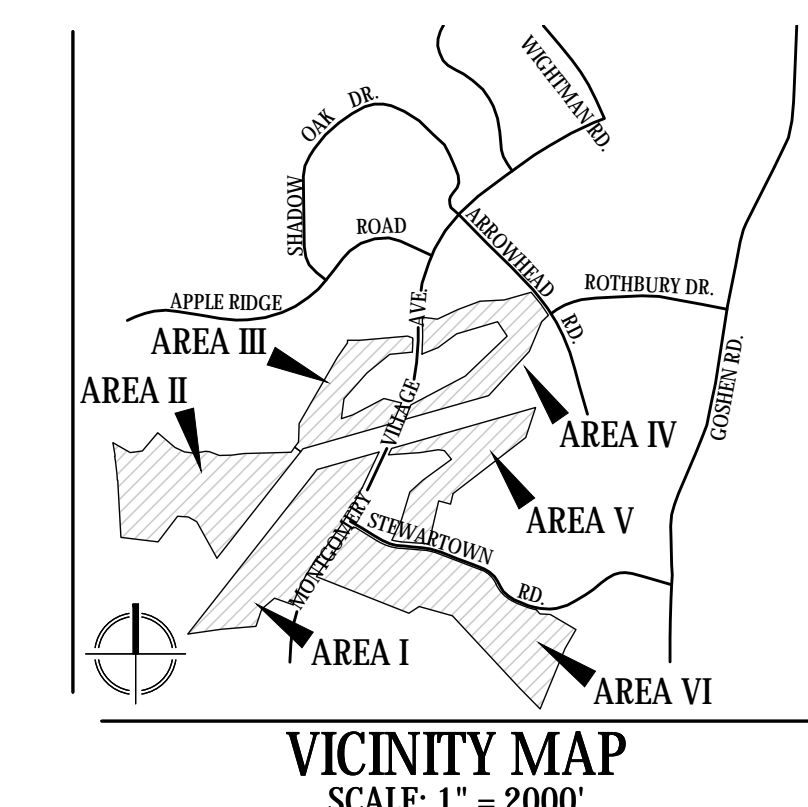 WIGHTMAN RD.
SHADOW OAK DR.
APPLE RIDGE ROAD
ARROWHEAD RD.
ROTHBURY DR.
GOSHEN RD.
MONTGOMERY VILLAGE AVE.
AREA III
AREA II
AREA IV
AREA V
STEWARTOWN RD.
AREA I
AREA VI
VICINITY MAP
SCALE: 1" = 2000'